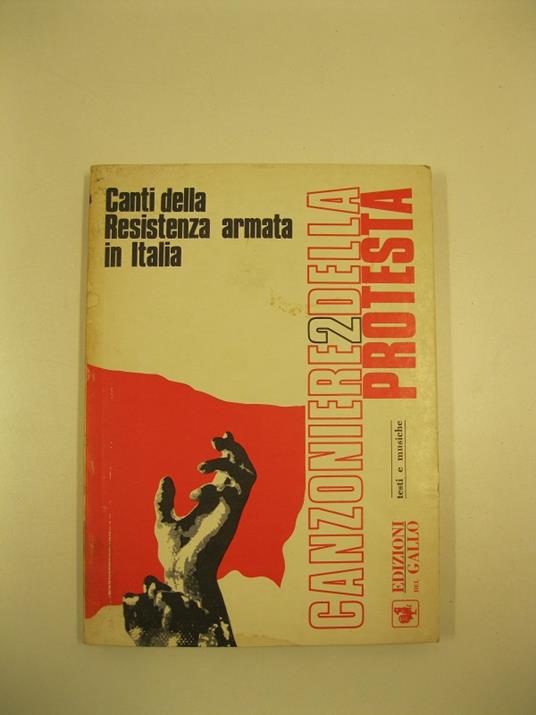 Canti della
Resistenza armata
in Italia
CANZONIERE 2 DELLA
PROTESTA
testi e musiche
EDIZIONI
DEL GALLO